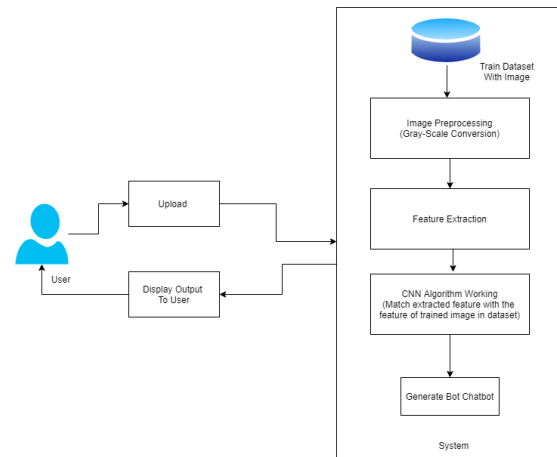 Train Dataset
With Image
Image Preprocessing
(Gray-Scale Conversion)
Upload
Feature Extraction
User
Display Output
To User
CNN Algorithm Working
(Match extracted feature with the
feature of trained image in dataset)
Generate Bot Chatbot
System